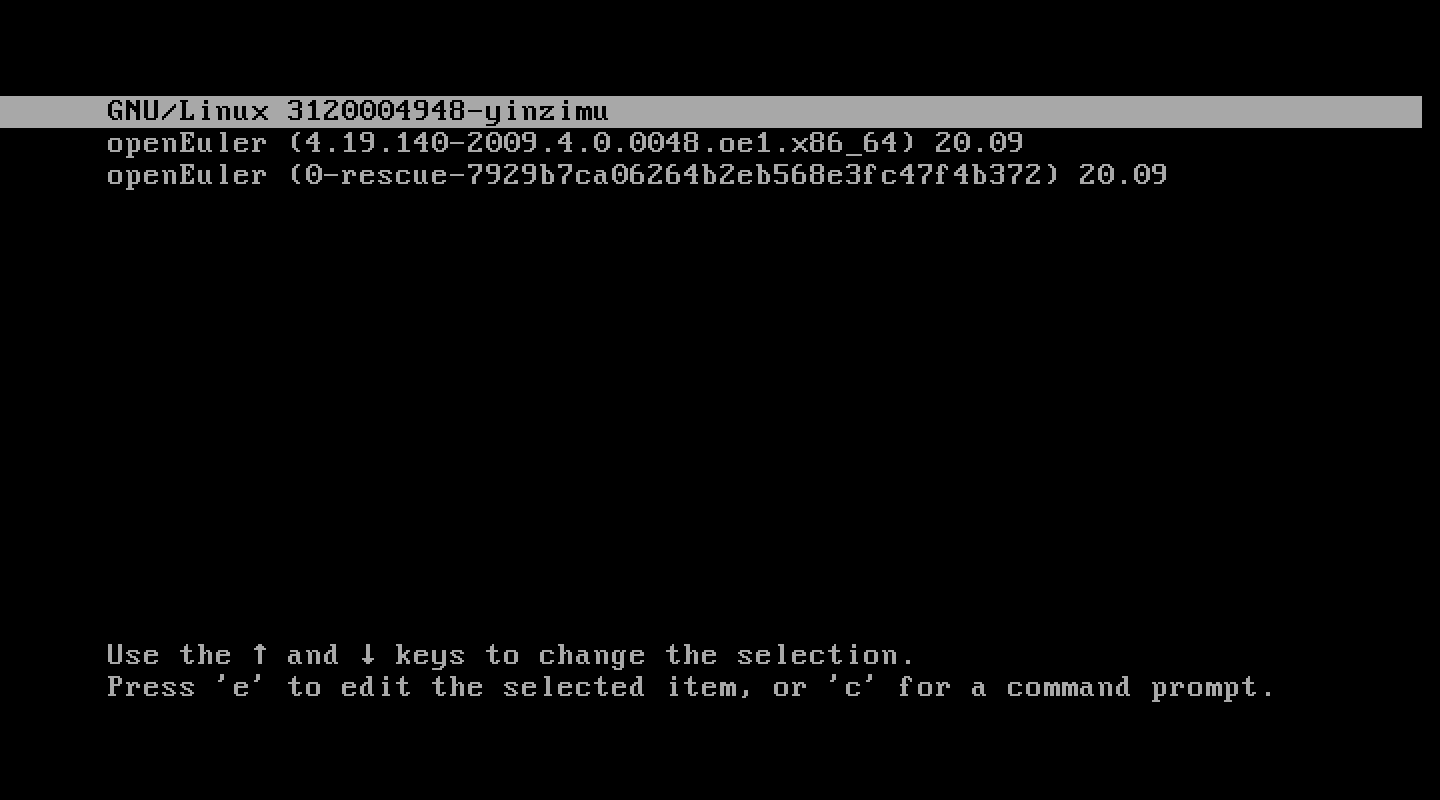 GNU/Linux 3120004948-yinzimu
openEuler (4.19.140-2009.4.0.0048.oe1.x86_64) 20.09
openEuler (0-rescue-7929b7ca06264b2eb568e3fc47f4b372) 20.09
Use the ↑ and ↓ keys to change the selection.
Press 'e' to edit the selected item, or 'c' for a command prompt.